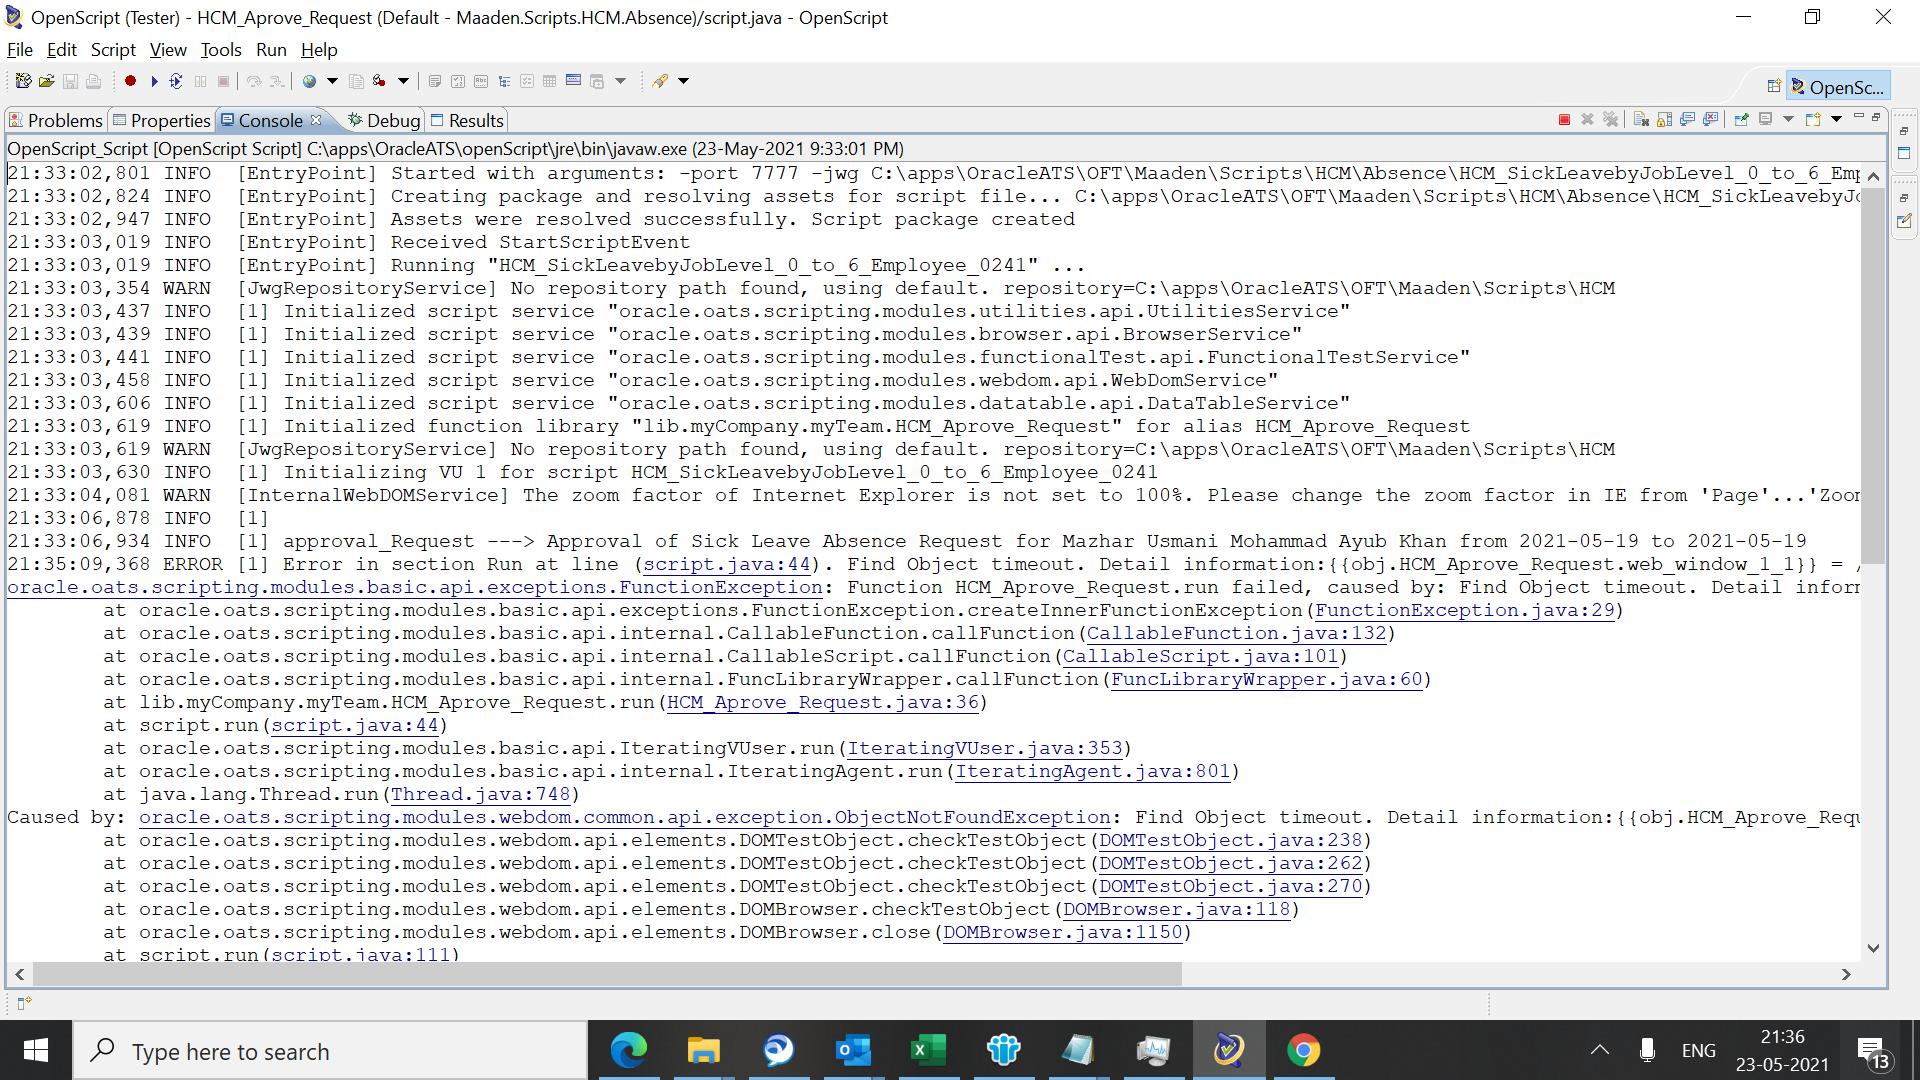 OpenScript (Tester) - HCM_Aprove_Request (Default - Maaden.Scripts.HCM.Absence)/script.java - OpenScript
File Edit Script View Tools Run Help
OpenSc...
Problems Properties Console Debug Results
OpenScript_Script [OpenScript Script] C:\apps\OracleATS\openScript\jre\bin\javaw.exe (23-May-2021 9:33:01 PM)
21:33:02,801 INFO [EntryPoint] Started with arguments: -port 7777 -jwg C:\apps\OracleATS\OFT\Maaden\Scripts\HCM\Absence\HCM_SickLeavebyJobLevel_0_to_6_Emp
21:33:02,824 INFO [EntryPoint] Creating package and resolving assets for script file... C:\apps\OracleATS\OFT\Maaden\Scripts\HCM\Absence\HCM_SickLeavebyJo
21:33:02,947 INFO [EntryPoint] Assets were resolved successfully. Script package created
21:33:03,019 INFO [EntryPoint] Received StartScriptEvent
21:33:03,019 INFO [EntryPoint] Running "HCM_SickLeavebyJobLevel_0_to_6_Employee_0241" ...
21:33:03,354 WARN [JwgRepositoryService] No repository path found, using default. repository=C:\apps\OracleATS\OFT\Maaden\Scripts\HCM
21:33:03,437 INFO [1] Initialized script service "oracle.oats.scripting.modules.utilities.api.UtilitiesService"
21:33:03,439 INFO [1] Initialized script service "oracle.oats.scripting.modules.browser.api.BrowserService"
21:33:03,441 INFO [1] Initialized script service "oracle.oats.scripting.modules.functionalTest.api.FunctionalTestService"
21:33:03,458 INFO [1] Initialized script service "oracle.oats.scripting.modules.webdom.api.WebDomService"
21:33:03,606 INFO [1] Initialized script service "oracle.oats.scripting.modules.datatable.api.DataTableService"
21:33:03,619 INFO [1] Initialized function library "lib.myCompany.myTeam.HCM_Aprove_Request" for alias HCM_Aprove_Request
21:33:03,619 WARN [JwgRepositoryService] No repository path found, using default. repository=C:\apps\OracleATS\OFT\Maaden\Scripts\HCM
21:33:03,630 INFO [1] Initializing VU 1 for script HCM_SickLeavebyJobLevel_0_to_6_Employee_0241
21:33:04,081 WARN [InternalWebDOMService] The zoom factor of Internet Explorer is not set to 100%. Please change the zoom factor in IE from 'Page'...'Zoom
21:33:06,878 INFO [1]
21:33:06,934 INFO [1] approval_Request ---> Approval of Sick Leave Absence Request for Mazhar Usmani Mohammad Ayub Khan from 2021-05-19 to 2021-05-19
21:35:09,368 ERROR [1] Error in section Run at line (script.java:44). Find Object timeout. Detail information:{{obj.HCM_Aprove_Request.web_window_1_1}} = /
oracle.oats.scripting.modules.basic.api.exceptions.FunctionException: Function HCM_Aprove_Request.run failed, caused by: Find Object timeout. Detail inform
at oracle.oats.scripting.modules.basic.api.exceptions.FunctionException.createInnerFunctionException(FunctionException.java:29)
at oracle.oats.scripting.modules.basic.api.internal.CallableFunction.callFunction(CallableFunction.java:132)
at oracle.oats.scripting.modules.basic.api.internal.CallableScript.callFunction(CallableScript.java:101)
at oracle.oats.scripting.modules.basic.api.internal.FuncLibraryWrapper.callFunction(FuncLibraryWrapper.java:60)
at lib.myCompany.myTeam.HCM_Aprove_Request.run(HCM_Aprove_Request.java:36)
at script.run(script.java:44)
at oracle.oats.scripting.modules.basic.api.IteratingVUser.run(IteratingVUser.java:353)
at oracle.oats.scripting.modules.basic.api.internal.IteratingAgent.run(IteratingAgent.java:801)
at java.lang.Thread.run(Thread.java:748)
Caused by: oracle.oats.scripting.modules.webdom.common.api.exception.ObjectNotFoundException: Find Object timeout. Detail information:{{obj.HCM_Aprove_Requ
at oracle.oats.scripting.modules.webdom.api.elements.DOMTestObject.checkTestObject(DOMTestObject.java:238)
at oracle.oats.scripting.modules.webdom.api.elements.DOMTestObject.checkTestObject(DOMTestObject.java:262)
at oracle.oats.scripting.modules.webdom.api.elements.DOMTestObject.checkTestObject(DOMTestObject.java:270)
at oracle.oats.scripting.modules.webdom.api.elements.DOMBrowser.checkTestObject(DOMBrowser.java:118)
at oracle.oats.scripting.modules.webdom.api.elements.DOMBrowser.close(DOMBrowser.java:1150)
at script.run(script.java:111)
Type here to search
ENG
21:36
23-05-2021
13